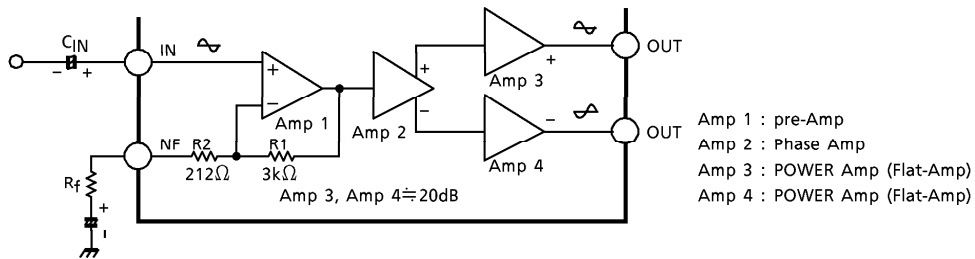 C_IN
IN
OUT
+
-
Amp 1
Amp 2
Amp 3
Amp 4
NF
R2
212Ω
R1
3kΩ
R_f
OUT
Amp 3, Amp 4≒20dB
Amp 1 : pre-Amp
Amp 2 : Phase Amp
Amp 3 : POWER Amp (Flat-Amp)
Amp 4 : POWER Amp (Flat-Amp)